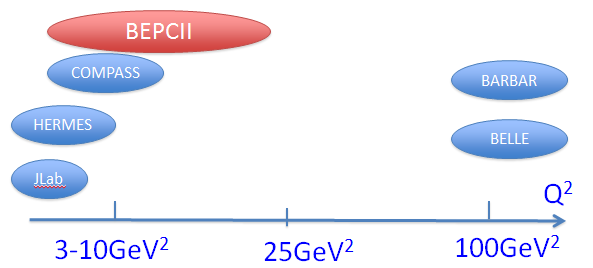 BEPCII
COMPASS
BARBAR
HERMES
BELLE
JLab
Q²
3-10GeV²
25GeV²
100GeV²